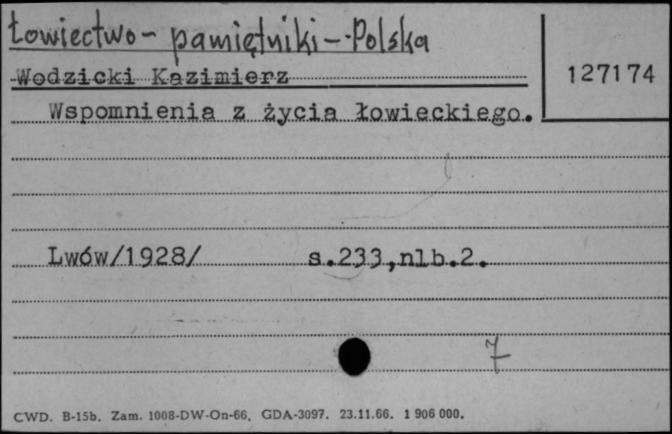 Łowiectwo - pamiętniki - Polska
Wodzicki Kazimierz
127174
Wspomnienia z życia łowieckiego.
Lwów/1928/ s.233,nlb.2.
7
CWD. B-15b. Zam. 1008-DW-On-66. GDA-3097. 23.11.66. 1 906 000.